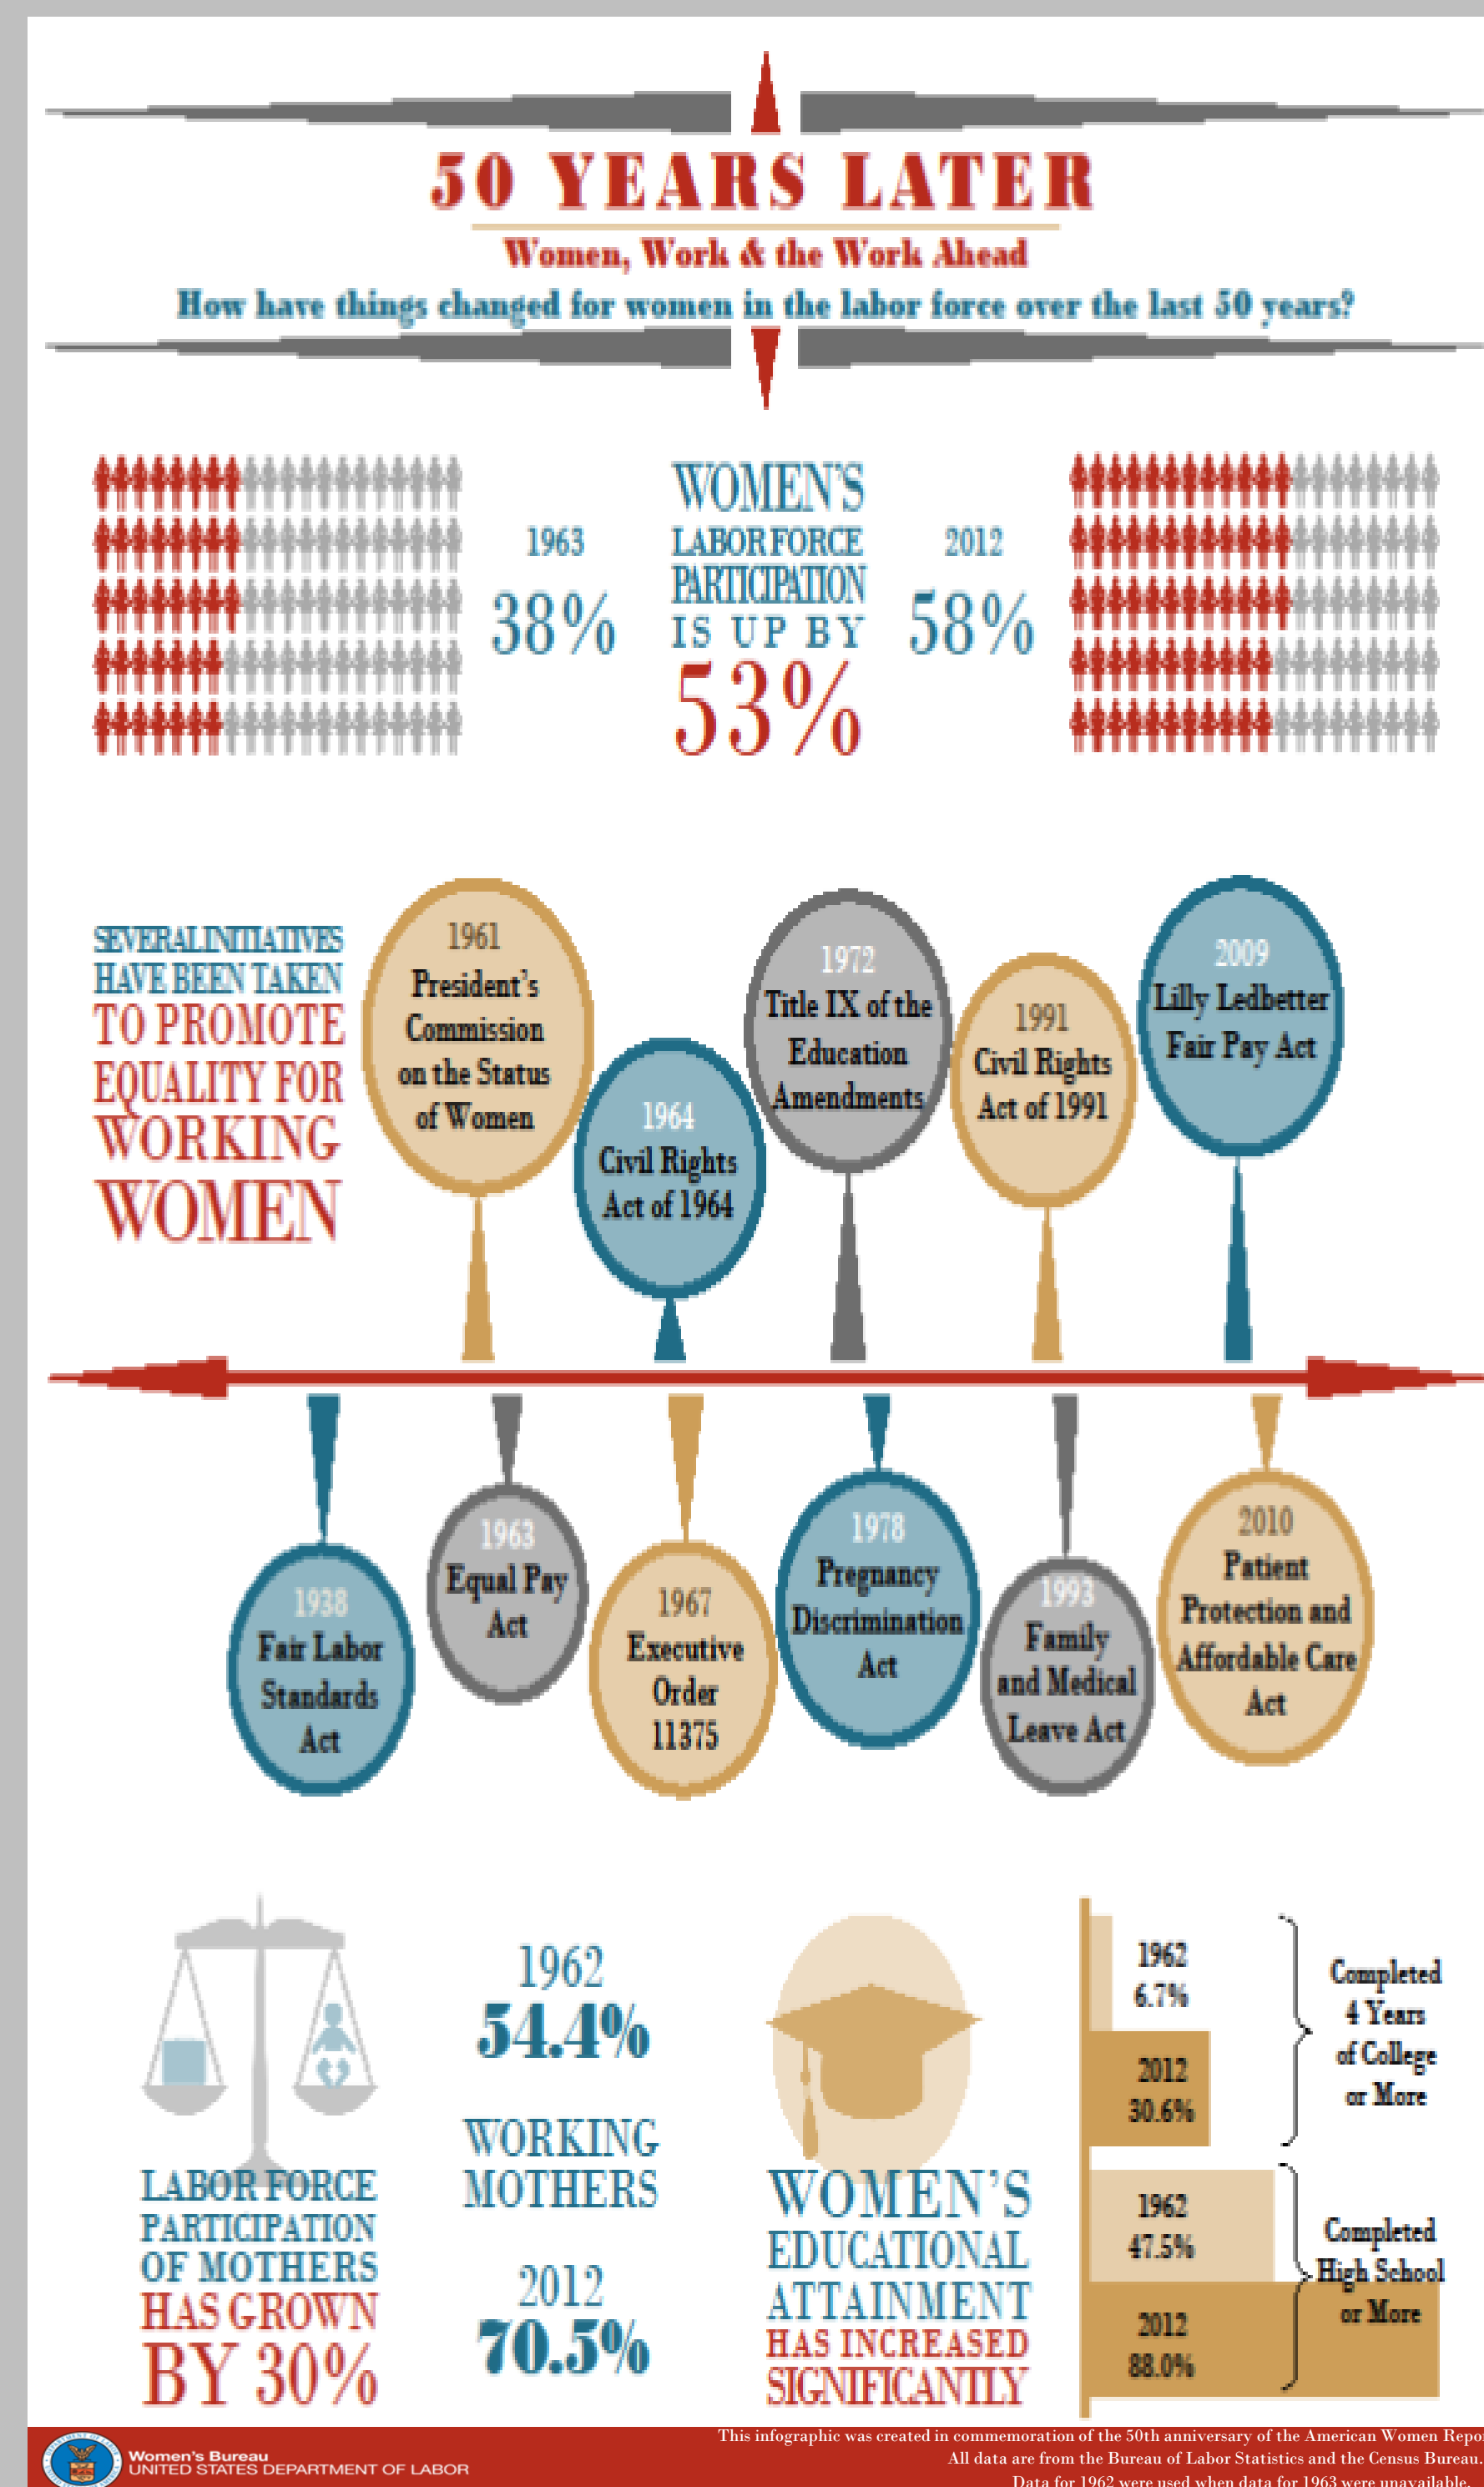 50 YEARS LATER
Women, Work & the Work Ahead
How have things changed for women in the labor force over the last 50 years?
1963
38%
WOMEN'S
LABOR FORCE
PARTICIPATION
IS UP BY
53%
2012
58%
SEVERAL INITIATIVES
HAVE BEEN TAKEN
TO PROMOTE
EQUALITY FOR
WORKING
WOMEN
1961
President's
Commission
on the Status
of Women
1964
Civil Rights
Act of 1964
1972
Title IX of the
Education
Amendments
1991
Civil Rights
Act of 1991
2009
Lilly Ledbetter
Fair Pay Act
1938
Fair Labor
Standards
Act
1963
Equal Pay
Act
1967
Executive
Order
11375
1978
Pregnancy
Discrimination
Act
1993
Family
and Medical
Leave Act
2010
Patient
Protection and
Affordable Care
Act
LABOR FORCE
PARTICIPATION
OF MOTHERS
HAS GROWN
BY 30%
1962
54.4%
WORKING
MOTHERS
2012
70.5%
WOMEN'S
EDUCATIONAL
ATTAINMENT
HAS INCREASED
SIGNIFICANTLY
1962
6.7%
2012
30.6%
Completed
4 Years
of College
or More
1962
47.5%
2012
88.0%
Completed
High School
or More
Women's Bureau
UNITED STATES DEPARTMENT OF LABOR
This infographic was created in commemoration of the 50th anniversary of the American Women Repo
All data are from the Bureau of Labor Statistics and the Census Bureau.
Data for 1962 were used when data for 1963 were unavailable.